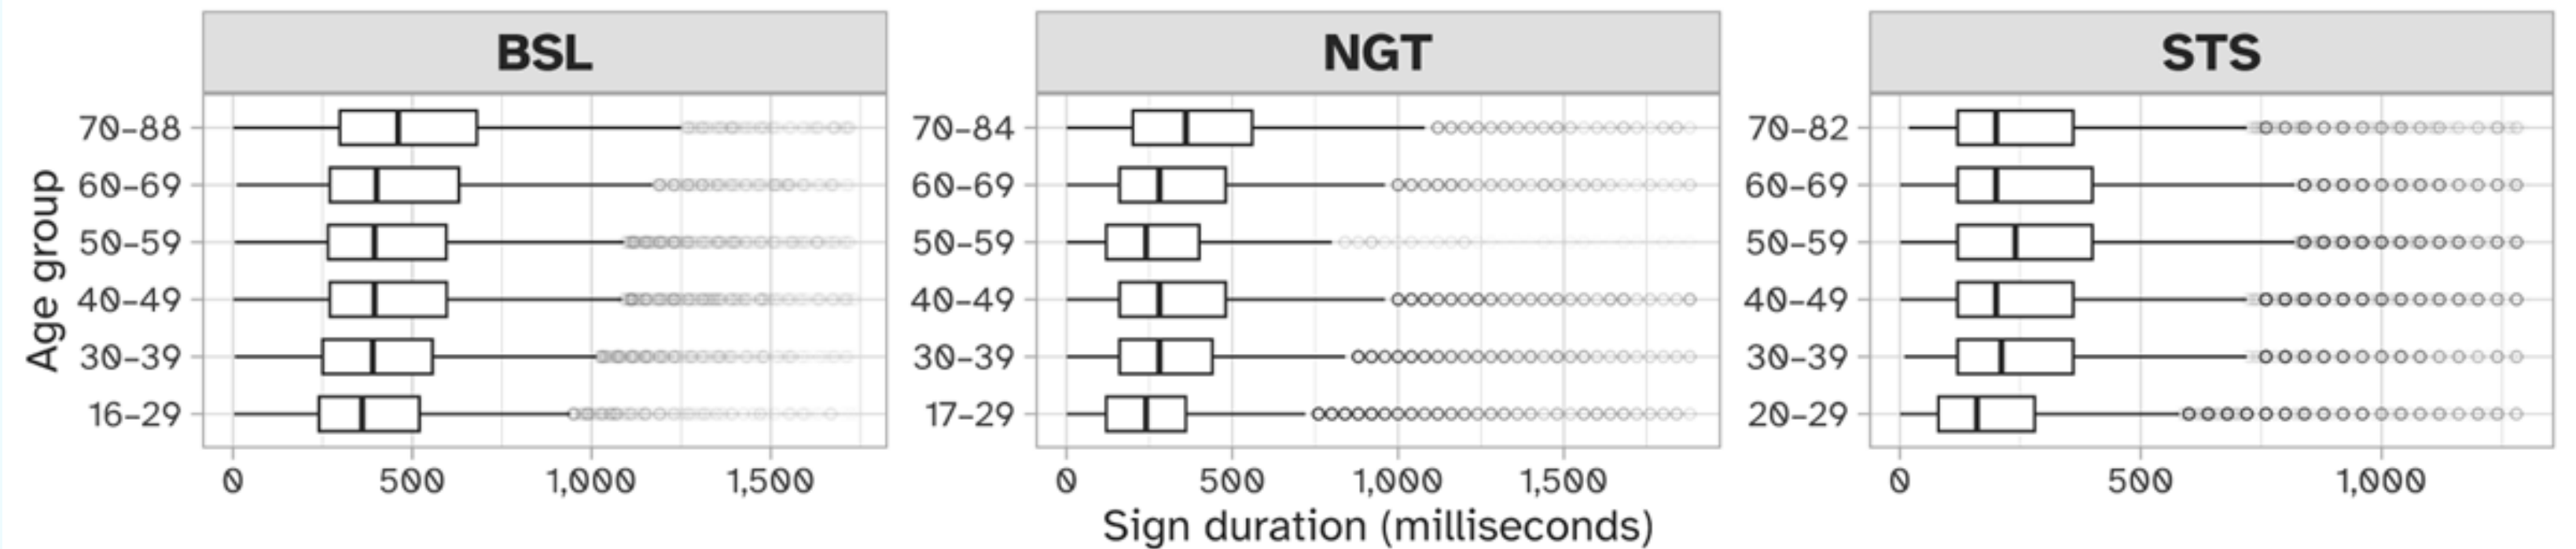 BSL
NGT
STS
Age group
70–88
60–69
50–59
40–49
30–39
16–29
0 500 1,000 1,500
70–84
60–69
50–59
40–49
30–39
17–29
0 500 1,000 1,500
70–82
60–69
50–59
40–49
30–39
20–29
0 500 1,000
Sign duration (milliseconds)